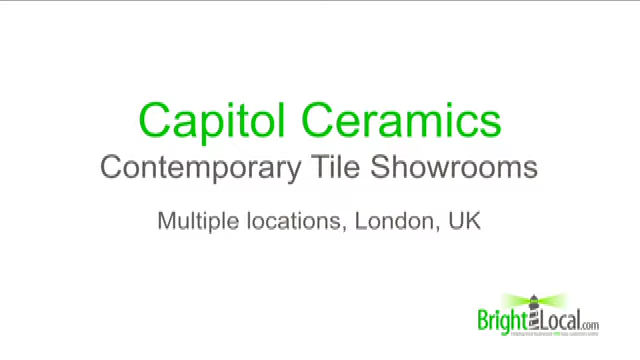 Capitol Ceramics
Contemporary Tile Showrooms
Multiple locations, London, UK
BrightLocal.com